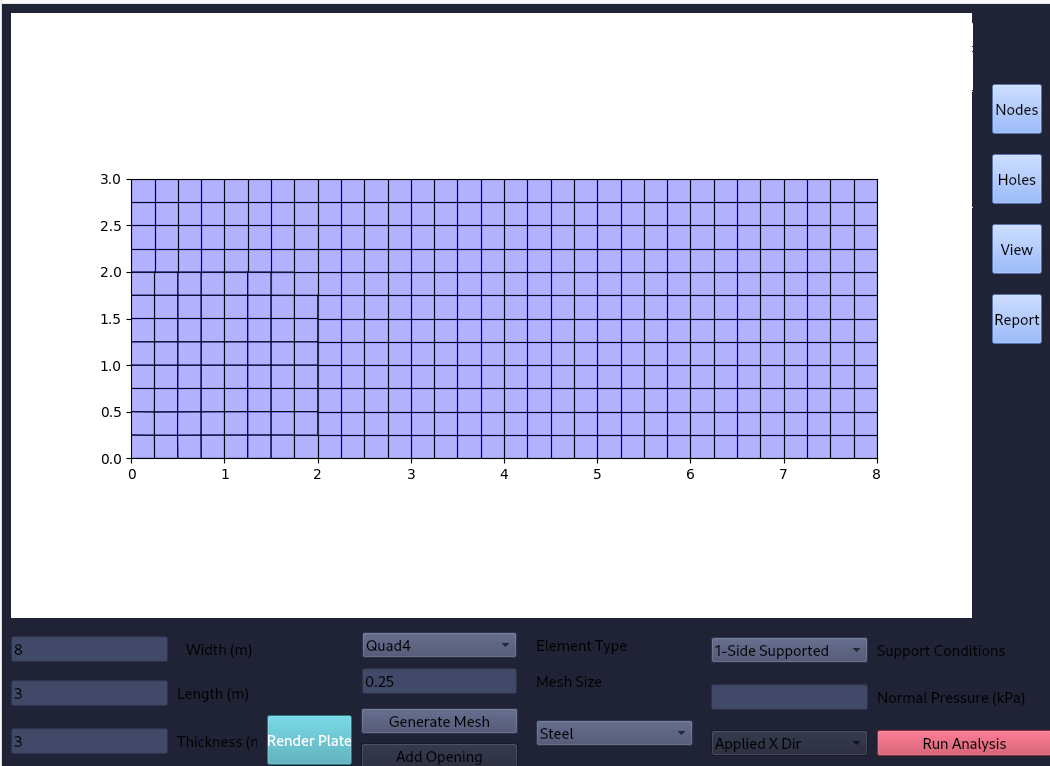 Nodes
Holes
View
Report
3.0
2.5
2.0
1.5
1.0
0.5
0.0
0 1 2 3 4 5 6 7 8
8 Width (m) Quad4 Element Type 1-Side Supported Support Conditions
3 Length (m) 0.25 Mesh Size Normal Pressure (kPa)
3 Thickness (m Render Plate Generate Mesh Steel Applied X Dir Run Analysis
Add Opening